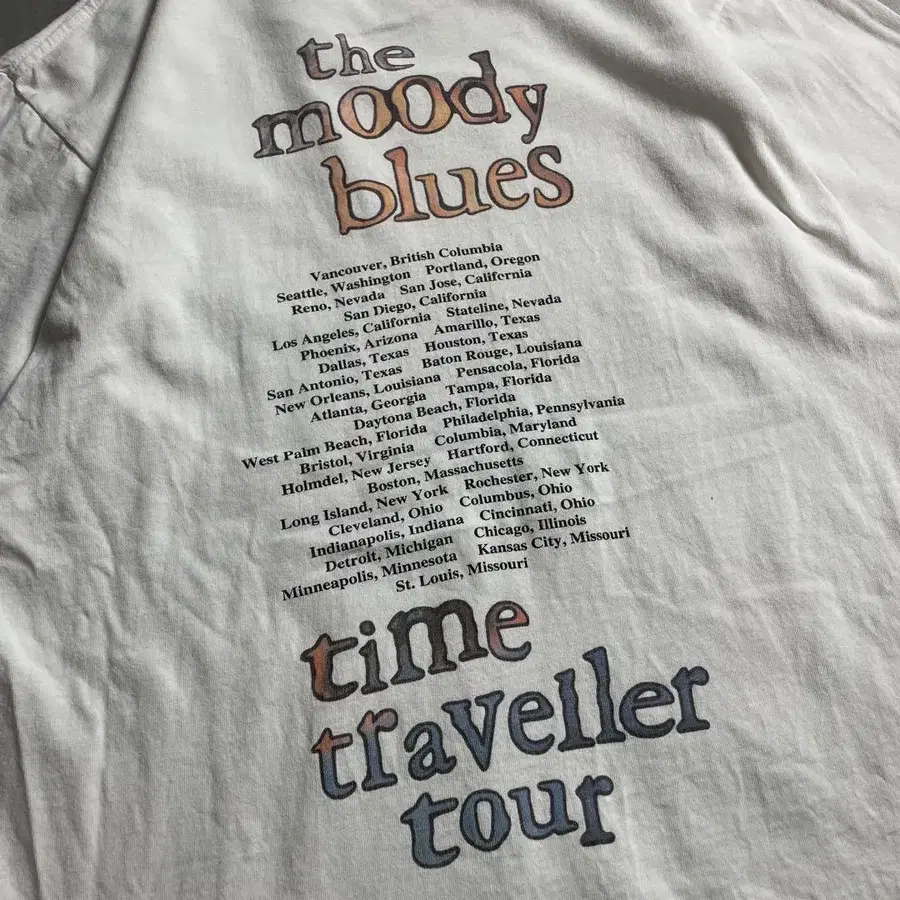 the
moody
blues
Vancouver, British Columbia
Seattle, Washington Portland, Oregon
Reno, Nevada San Jose, California
San Diego, California
Los Angeles, California Stateline, Nevada
Phoenix, Arizona Amarillo, Texas
Dallas, Texas Houston, Texas
San Antonio, Texas Baton Rouge, Louisiana
New Orleans, Louisiana Pensacola, Florida
Atlanta, Georgia Tampa, Florida
Daytona Beach, Florida
West Palm Beach, Florida Philadelphia, Pennsylvania
Bristol, Virginia Columbia, Maryland
Holmdel, New Jersey Hartford, Connecticut
Boston, Massachusetts
Long Island, New York Rochester, New York
Cleveland, Ohio Columbus, Ohio
Indianapolis, Indiana Cincinnati, Ohio
Detroit, Michigan Chicago, Illinois
Minneapolis, Minnesota Kansas City, Missouri
St. Louis, Missouri
time
traveller
tour